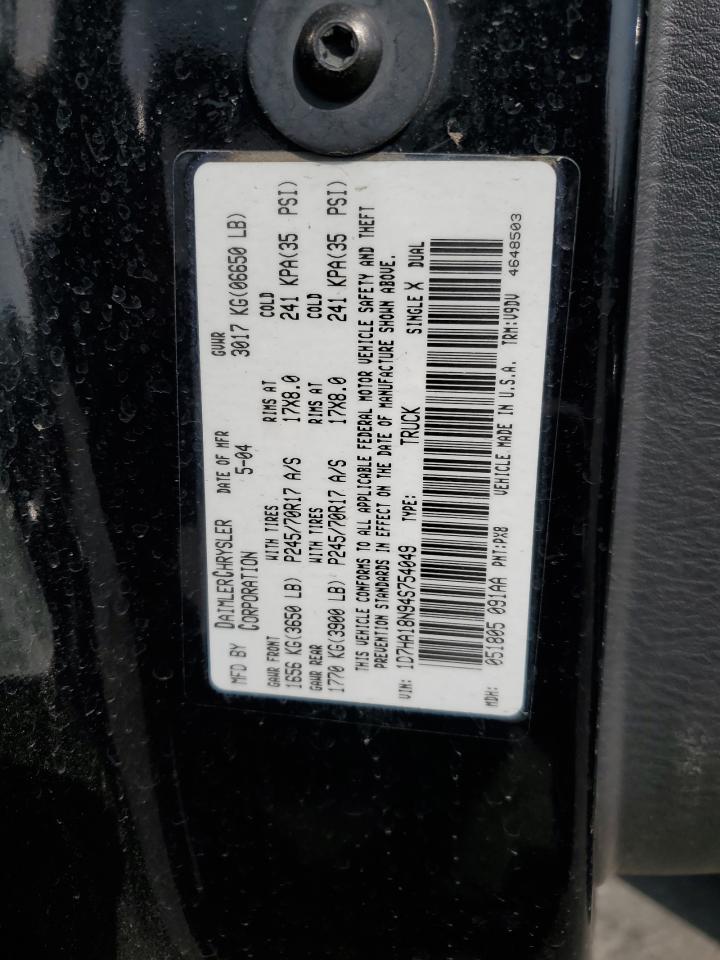 MFD BY DAIMLERCHRYSLER CORPORATION DATE OF MFR 5-04 GVWR 3017 KG(06650 LB)
GAWR FRONT WITH TIRES RIMS AT COLD
1656 KG(3650 LB) P245/70R17 A/S 17X8.0 241 KPA(35 PSI)
GAWR REAR WITH TIRES RIMS AT COLD
1770 KG(3900 LB) P245/70R17 A/S 17X8.0 241 KPA(35 PSI)
THIS VEHICLE CONFORMS TO ALL APPLICABLE FEDERAL MOTOR VEHICLE SAFETY AND THEFT
PREVENTION STANDARDS IN EFFECT ON THE DATE OF MANUFACTURE SHOWN ABOVE.
VIN: 1D7HA18N94S754049 TYPE: TRUCK SINGLE X DUAL
MDH: 051805 091AA PNT:PX8 VEHICLE MADE IN U.S.A. TRM:V9DV 4648503